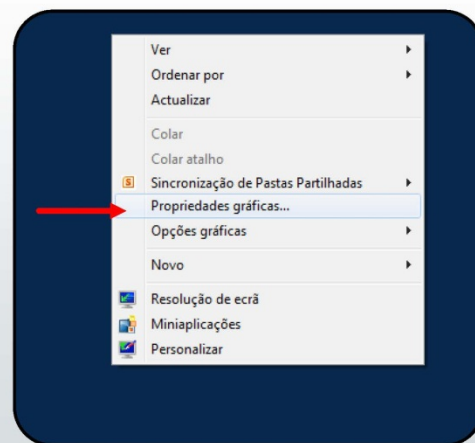 Ver
Ordenar por
Actualizar
Colar
Colar atalho
Sincronização de Pastas Partilhadas
Propriedades gráficas...
Opções gráficas
Novo
Resolução de ecrã
Miniaplicações
Personalizar